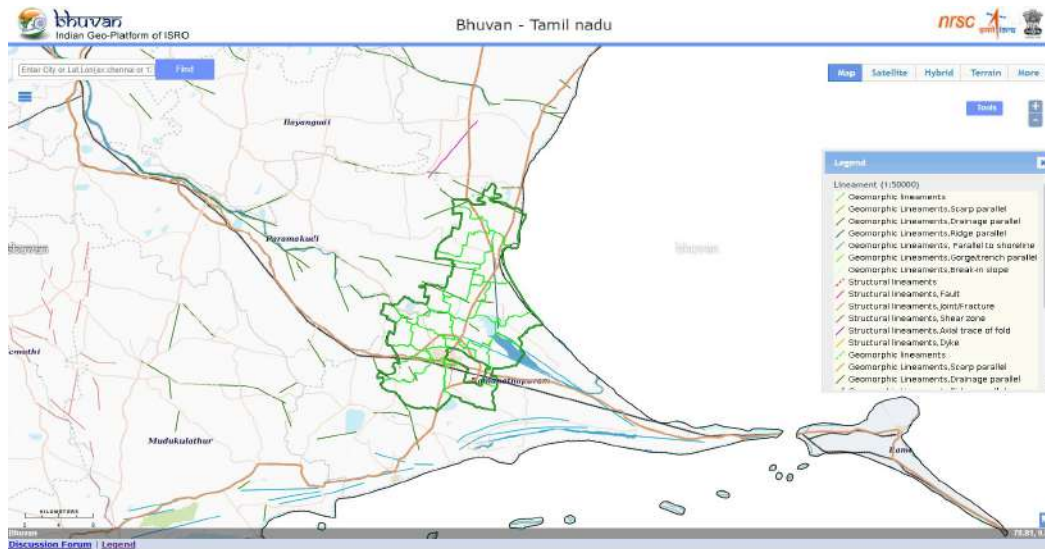 bhuvan
Indian Geo-Platform of ISRO
Bhuvan - Tamil nadu
nrsc
isro
Find
Map
Satellite
Hybrid
Terrain
More
Tools
+
-
Ilayangudi
Paramakudi
bhuvan
Mudukulathur
Legend
Lineament (1:50000)
Geomorphic lineaments
Geomorphic Lineaments,Scarp parallel
Geomorphic Lineaments,Drainage parallel
Geomorphic Lineaments,Ridge parallel
Geomorphic Lineaments, Parallel to shoreline
Geomorphic Lineaments,Gorge/trench parallel
Geomorphic Lineaments,Break-in slope
Structural lineaments
Structural lineaments, Fault
Structural lineaments,Joint/Fracture
Structural lineaments, Shear zone
Structural lineaments,Axial trace of fold
Structural lineaments, Dyke
Geomorphic lineaments
Geomorphic Lineaments,Scarp parallel
Geomorphic Lineaments,Drainage parallel
Rame
KILOMETERS
Bhuvan
Discussion Forum | Legend